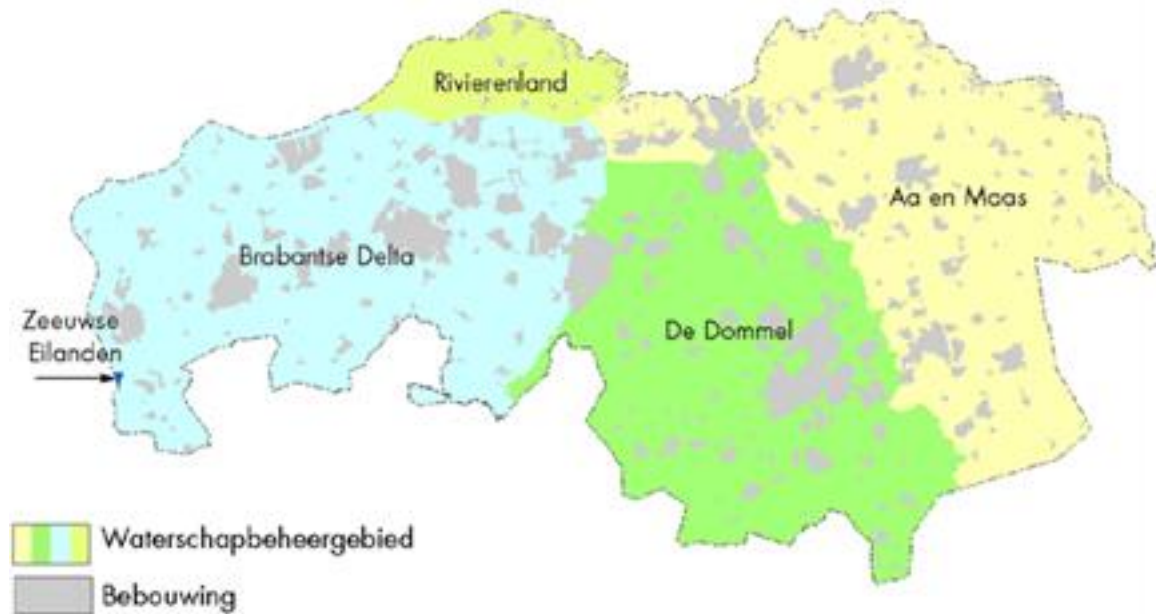 Rivierenland
Aa en Maas
Brabantse Delta
Zeeuwse
Eilanden
De Dommel
Waterschapbeheergebied
Bebouwing